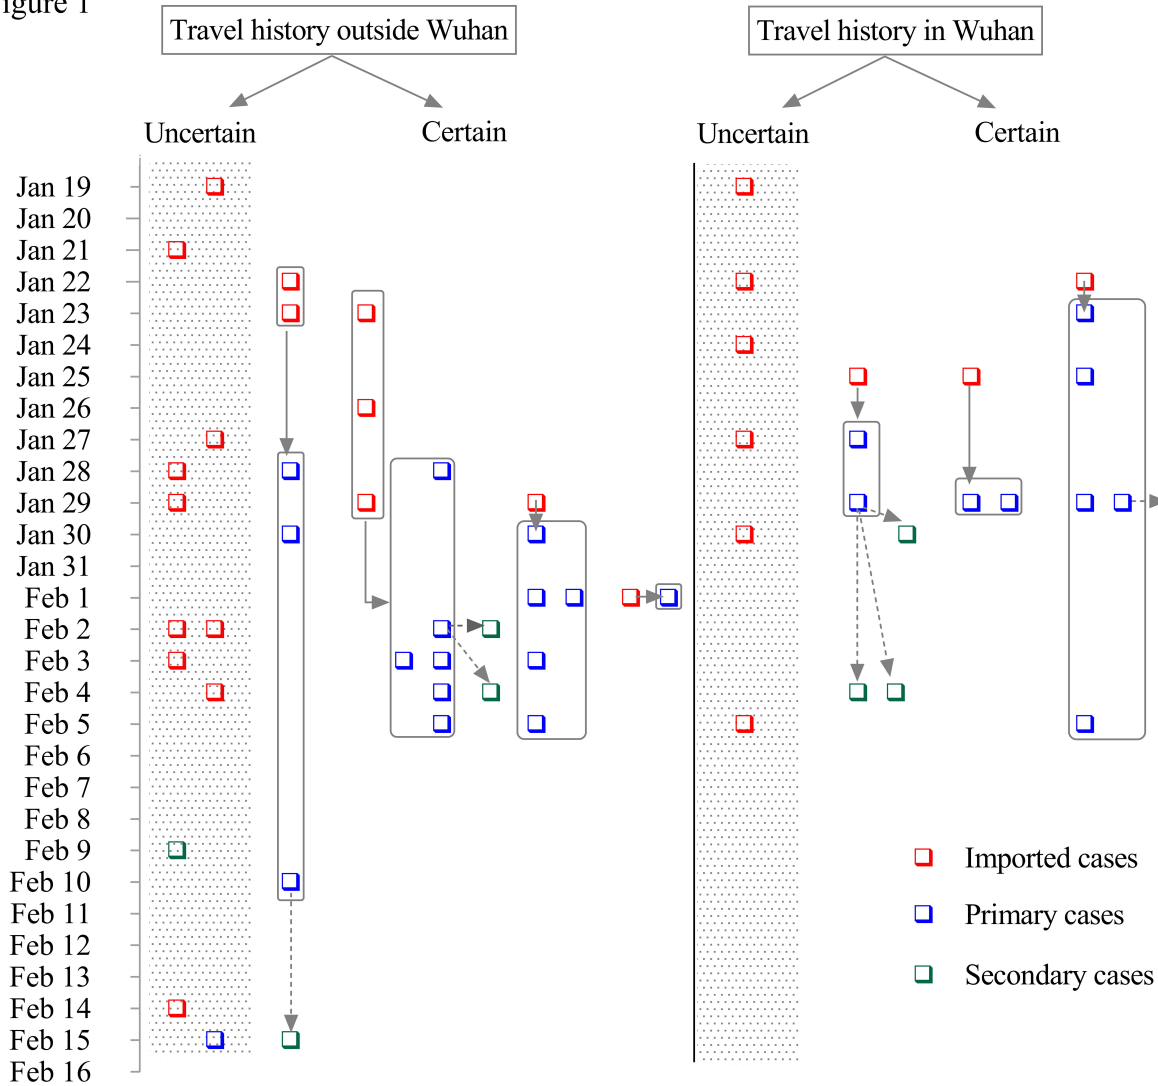 igure 1
Travel history outside Wuhan
Travel history in Wuhan
Uncertain
Certain
Uncertain
Certain
Jan 19
Jan 20
Jan 21
Jan 22
Jan 23
Jan 24
Jan 25
Jan 26
Jan 27
Jan 28
Jan 29
Jan 30
Jan 31
Feb 1
Feb 2
Feb 3
Feb 4
Feb 5
Feb 6
Feb 7
Feb 8
Feb 9
Feb 10
Feb 11
Feb 12
Feb 13
Feb 14
Feb 15
Feb 16
Imported cases
Primary cases
Secondary cases